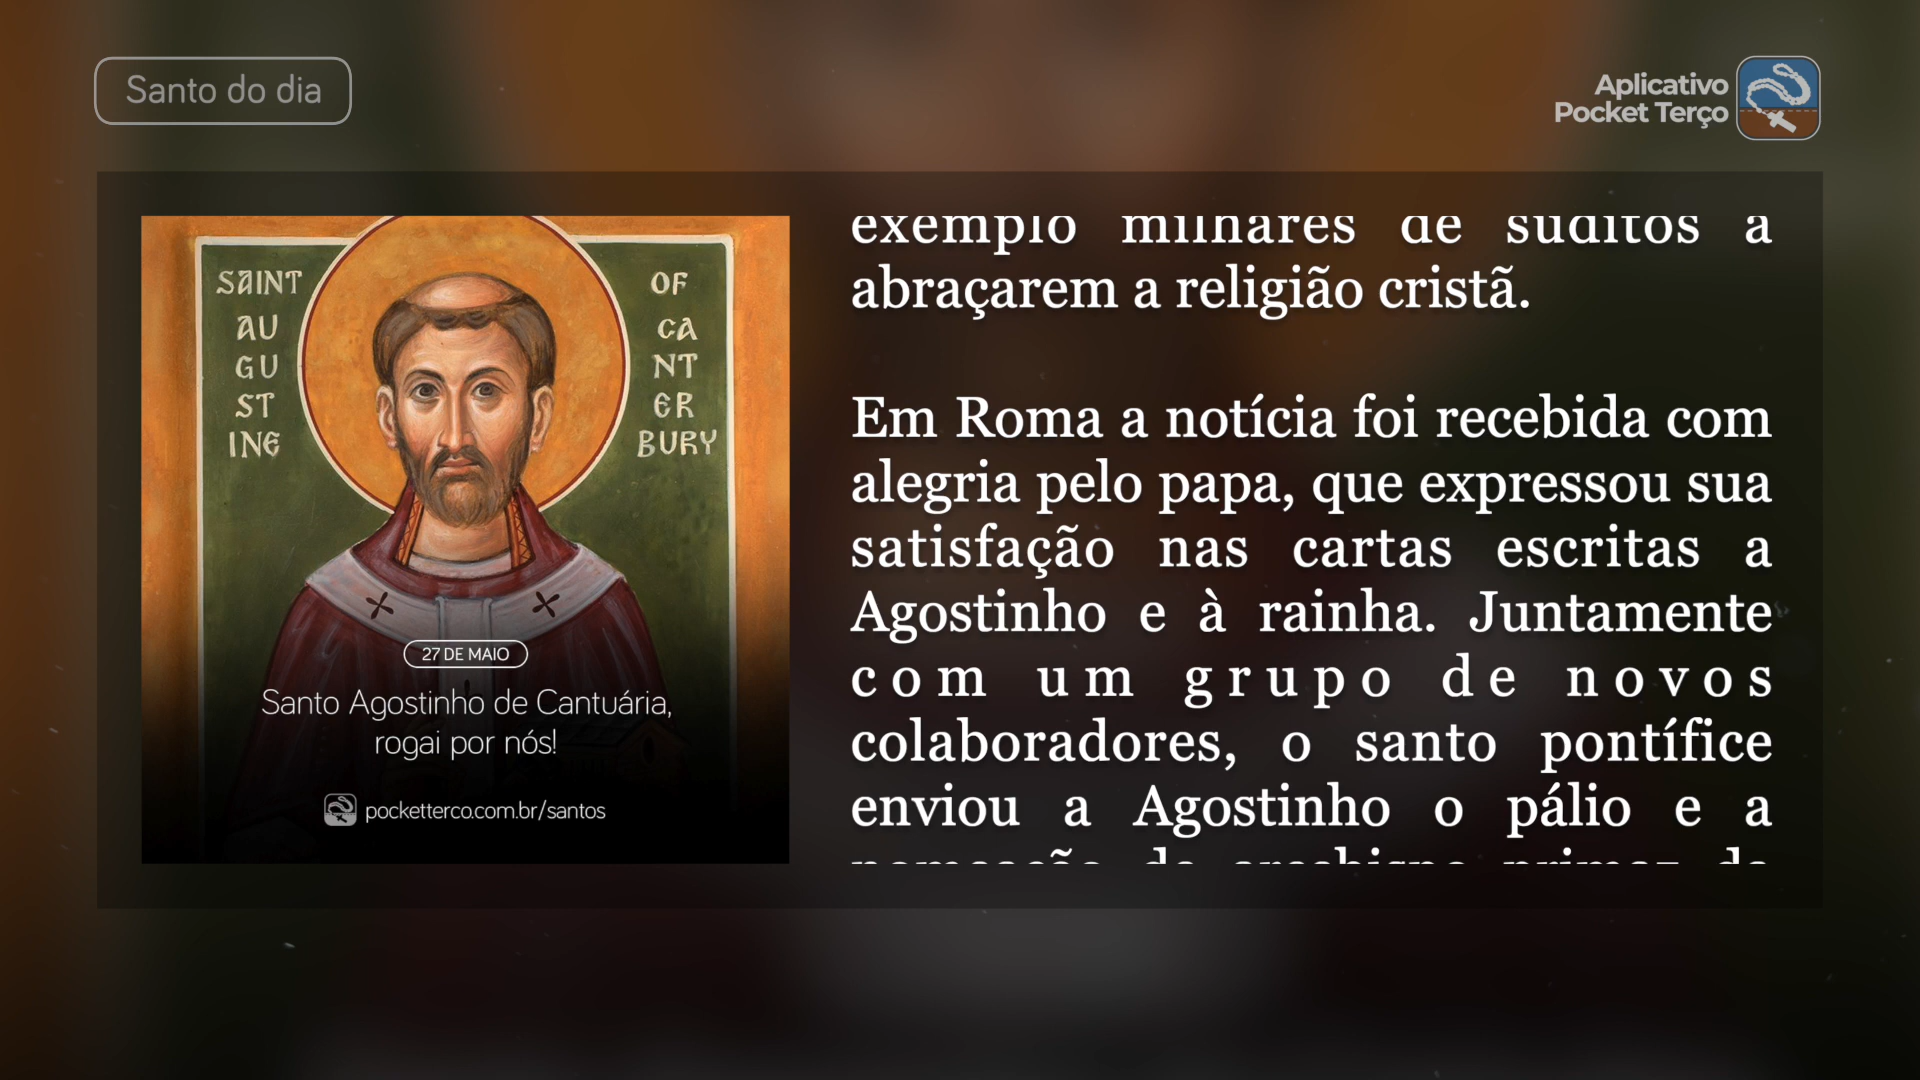 Santo do dia
Aplicativo
Pocket Terço
SAINT
AU
GU
ST
INE
OF
CA
NT
ER
BURY
27 DE MAIO
Santo Agostinho de Cantuária,
rogai por nós!
pocketterco.com.br/santos
exemplo milhares de súditos a
abraçarem a religião cristã.
Em Roma a notícia foi recebida com
alegria pelo papa, que expressou sua
satisfação nas cartas escritas a
Agostinho e à rainha. Juntamente
com um grupo de novos
colaboradores, o santo pontífice
enviou a Agostinho o pálio e a